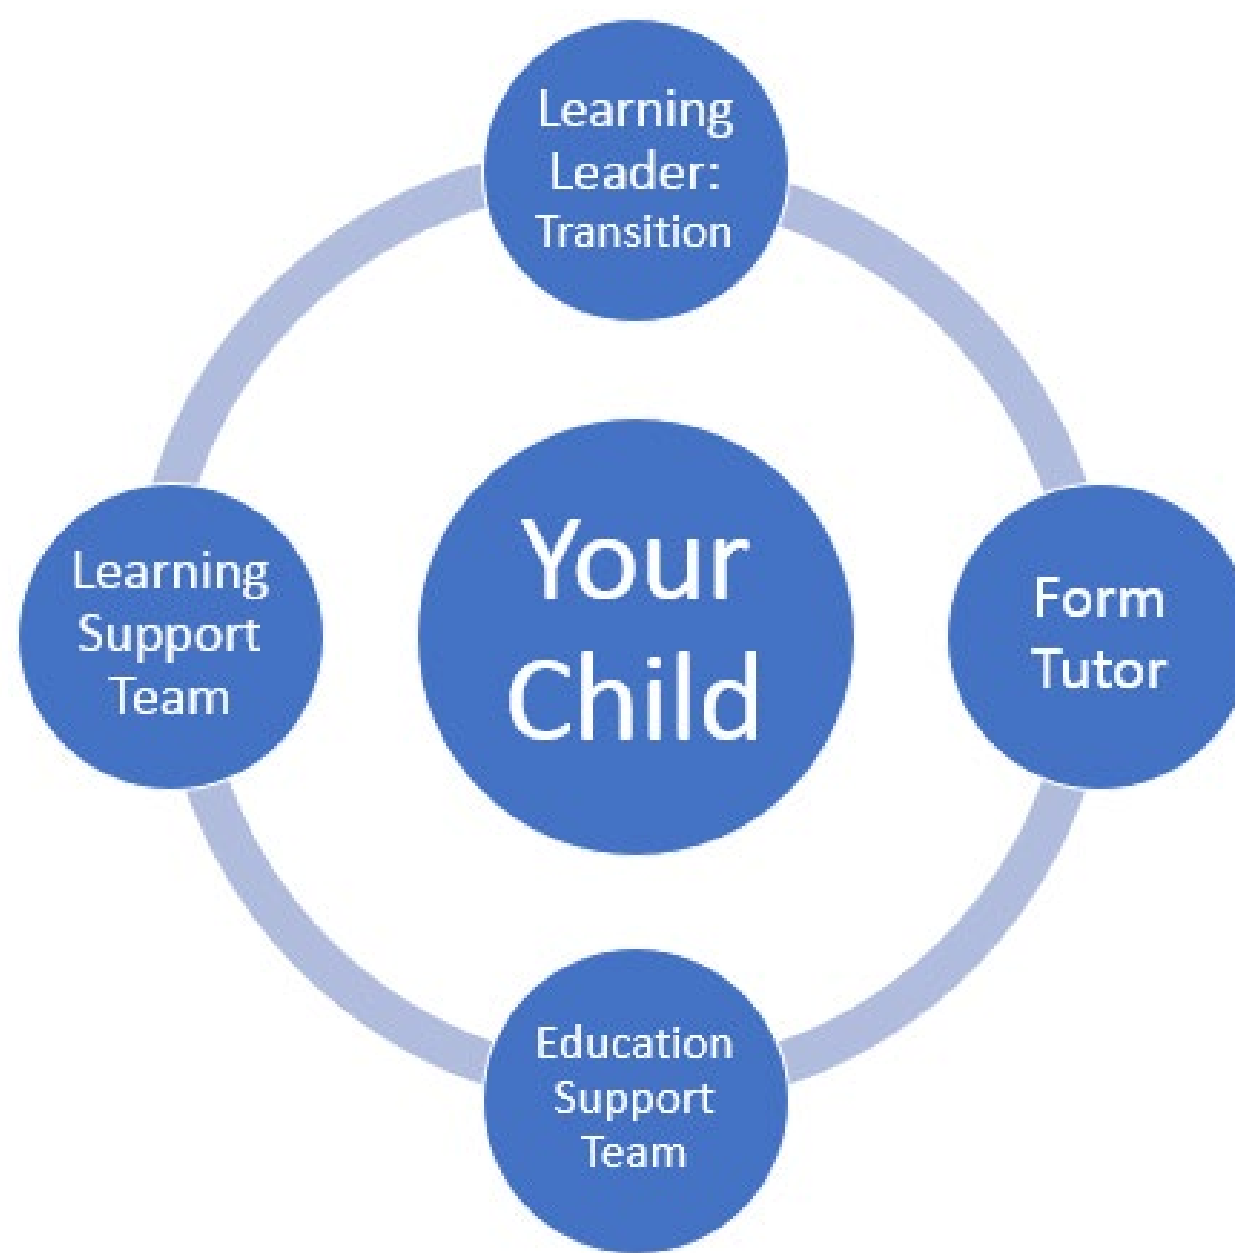 Learning
Leader:
Transition
Learning
Support
Team
Your
Child
Form
Tutor
Education
Support
Team